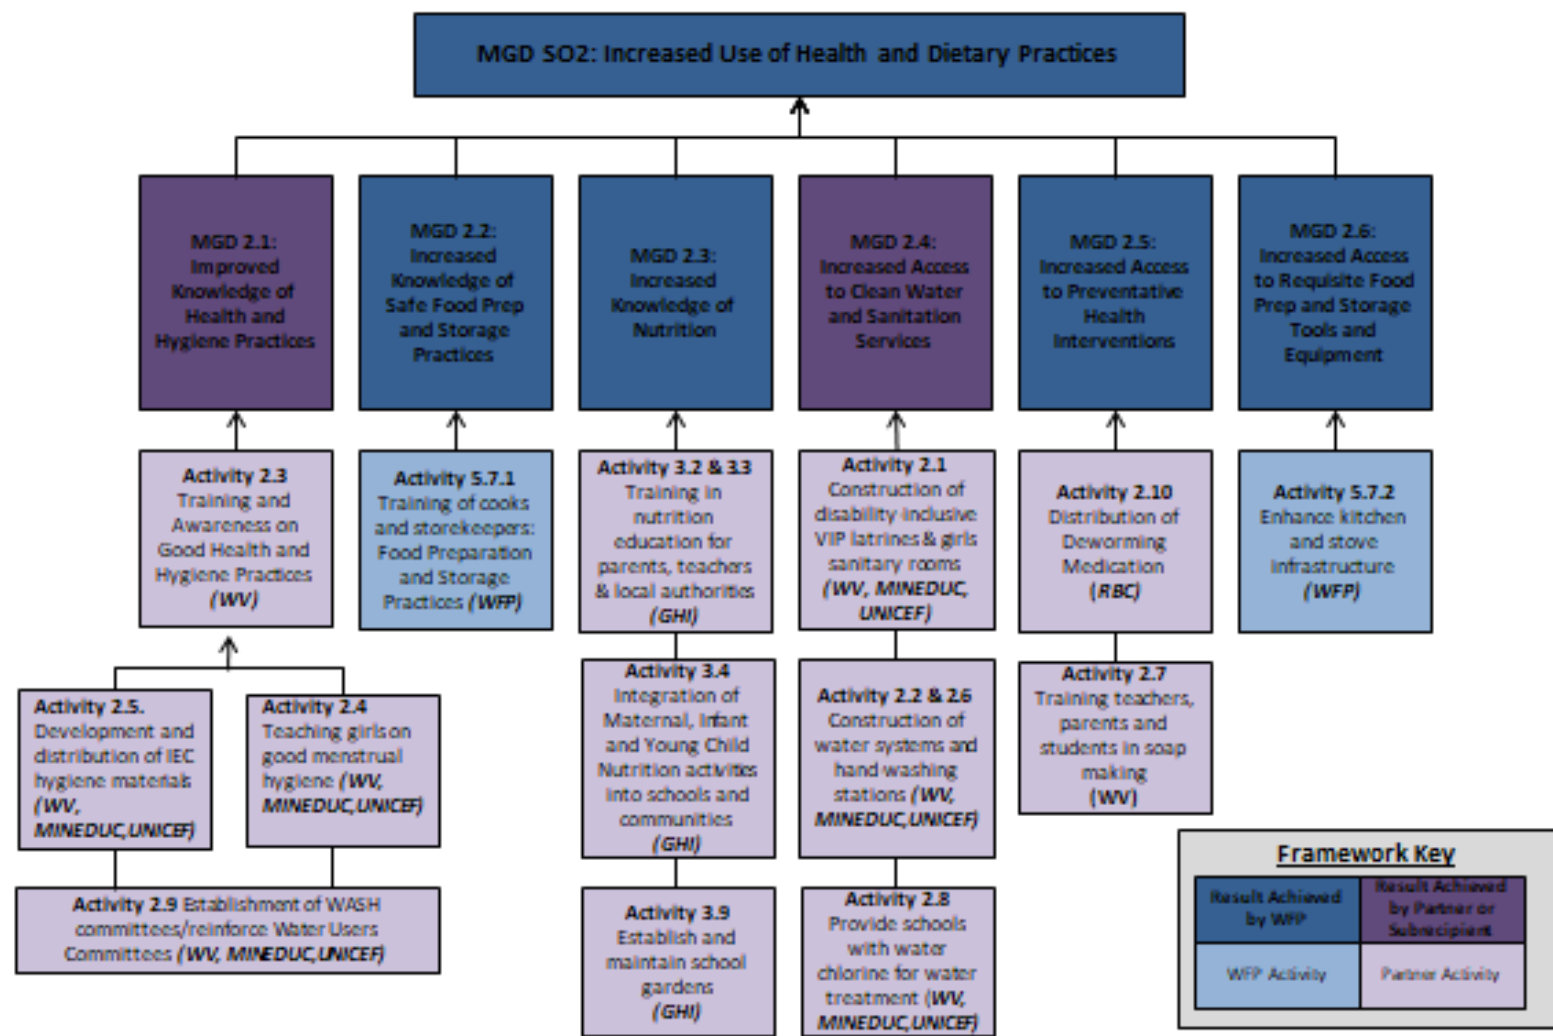 MGD SO2: Increased Use of Health and Dietary Practices
MGD 2.1:
Improved
Knowledge of
Health and
Hygiene Practices
MGD 2.2:
Increased
Knowledge of
Safe Food Prep
and Storage
Practices
MGD 2.3:
Increased
Knowledge of
Nutrition
MGD 2.4:
Increased Access
to Clean Water
and Sanitation
Services
MGD 2.5:
Increased Access
to Preventative
Health
Interventions
MGD 2.6:
Increased Access
to Requisite Food
Prep and Storage
Tools and
Equipment
Activity 2.3
Training and
Awareness on
Good Health and
Hygiene Practices
(WV)
Activity 5.7.1
Training of cooks
and storekeepers:
Food Preparation
and Storage
Practices (WFP)
Activity 3.2 & 3.3
Training in
nutrition
education for
parents, teachers
& local authorities
(GHI)
Activity 2.1
Construction of
disability-inclusive
VIP latrines & girls
sanitary rooms
(WV, MINEDUC,
UNICEF)
Activity 2.10
Distribution of
Deworming
Medication
(RBC)
Activity 5.7.2
Enhance kitchen
and stove
infrastructure
(WFP)
Activity 2.5.
Development and
distribution of IEC
hygiene materials
(WV,
MINEDUC,UNICEF)
Activity 2.4
Teaching girls on
good menstrual
hygiene (WV,
MINEDUC,UNICEF)
Activity 3.4
Integration of
Maternal, Infant
and Young Child
Nutrition activities
into schools and
communities
(GHI)
Activity 2.2 & 2.6
Construction of
water systems and
hand-washing
stations (WV,
MINEDUC,UNICEF)
Activity 2.7
Training teachers,
parents and
students in soap
making
(WV)
Activity 2.9 Establishment of WASH
committees/reinforce Water Users
Committees (WV, MINEDUC,UNICEF)
Activity 3.9
Establish and
maintain school
gardens
(GHI)
Activity 2.8
Provide schools
with water
chlorine for water
treatment (WV,
MINEDUC,UNICEF)
Framework Key
Result Achieved
by WFP
Result Achieved
by Partner or
Subrecipient
WFP Activity
Partner Activity